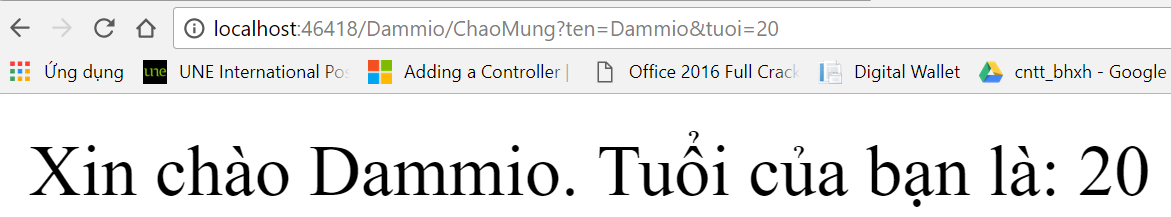 localhost:46418/Dammio/ChaoMung?ten=Dammio&tuoi=20
Ứng dụng UNE International Pos Adding a Controller | Office 2016 Full Crack Digital Wallet cntt_bhxh - Google
Xin chào Dammio. Tuổi của bạn là: 20